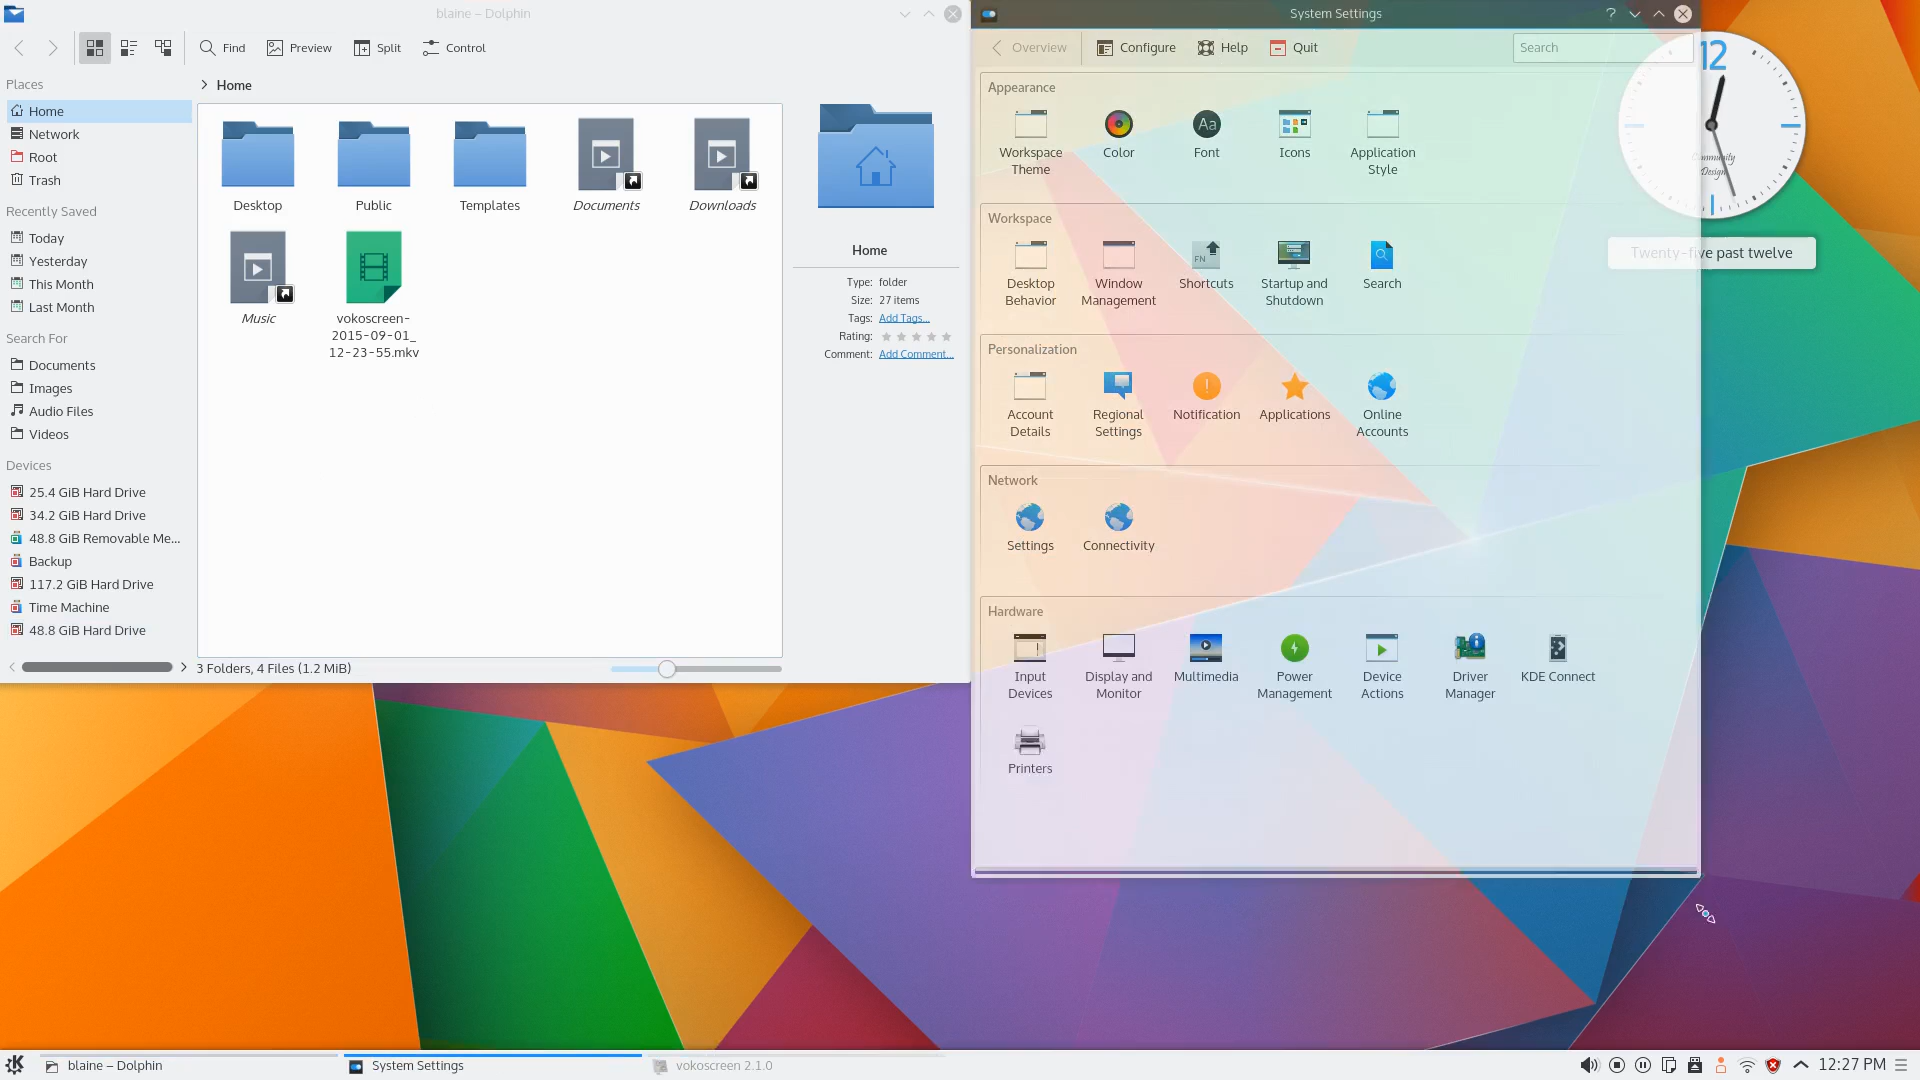 blaine – Dolphin
Find
Preview
Split
Control
Places
Home
Network
Root
Trash
Recently Saved
Today
Yesterday
This Month
Last Month
Search For
Documents
Images
Audio Files
Videos
Devices
25.4 GiB Hard Drive
34.2 GiB Hard Drive
48.8 GiB Removable Me...
Backup
117.2 GiB Hard Drive
Time Machine
48.8 GiB Hard Drive
Home
Desktop
Public
Templates
Documents
Downloads
Music
vokoscreen-
2015-09-01_
12-23-55.mkv
3 Folders, 4 Files (1.2 MiB)
Home
Type: folder
Size: 27 items
Tags: Add Tags...
Rating:
Comment: Add Comment...
System Settings
?
Overview
Configure
Help
Quit
Search
Appearance
Workspace
Theme
Color
Aa
Font
Icons
Application
Style
Workspace
Desktop
Behavior
Window
Management
FN
Shortcuts
Startup and
Shutdown
Search
Personalization
Account
Details
Regional
Settings
Notification
Applications
Online
Accounts
Network
Settings
Connectivity
Hardware
Input
Devices
Display and
Monitor
Multimedia
Power
Management
Device
Actions
Driver
Manager
KDE Connect
Printers
12
Community
Design
Twenty-five past twelve
blaine – Dolphin
System Settings
vokoscreen 2.1.0
12:27 PM